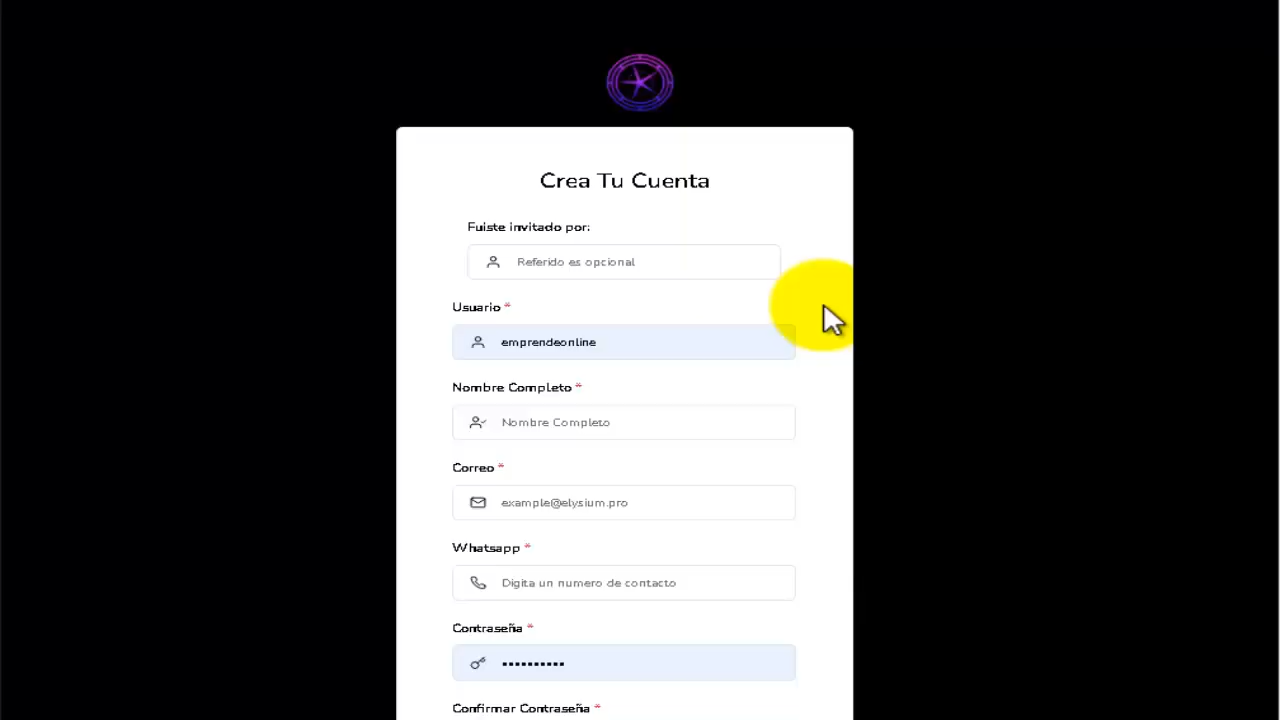 Crea Tu Cuenta
Fuiste invitado por:
Referido es opcional
Usuario *
emprendeonline
Nombre Completo *
Nombre Completo
Correo *
example@elysium.pro
Whatsapp *
Digita un numero de contacto
Contraseña *
••••••••••
Confirmar Contraseña *